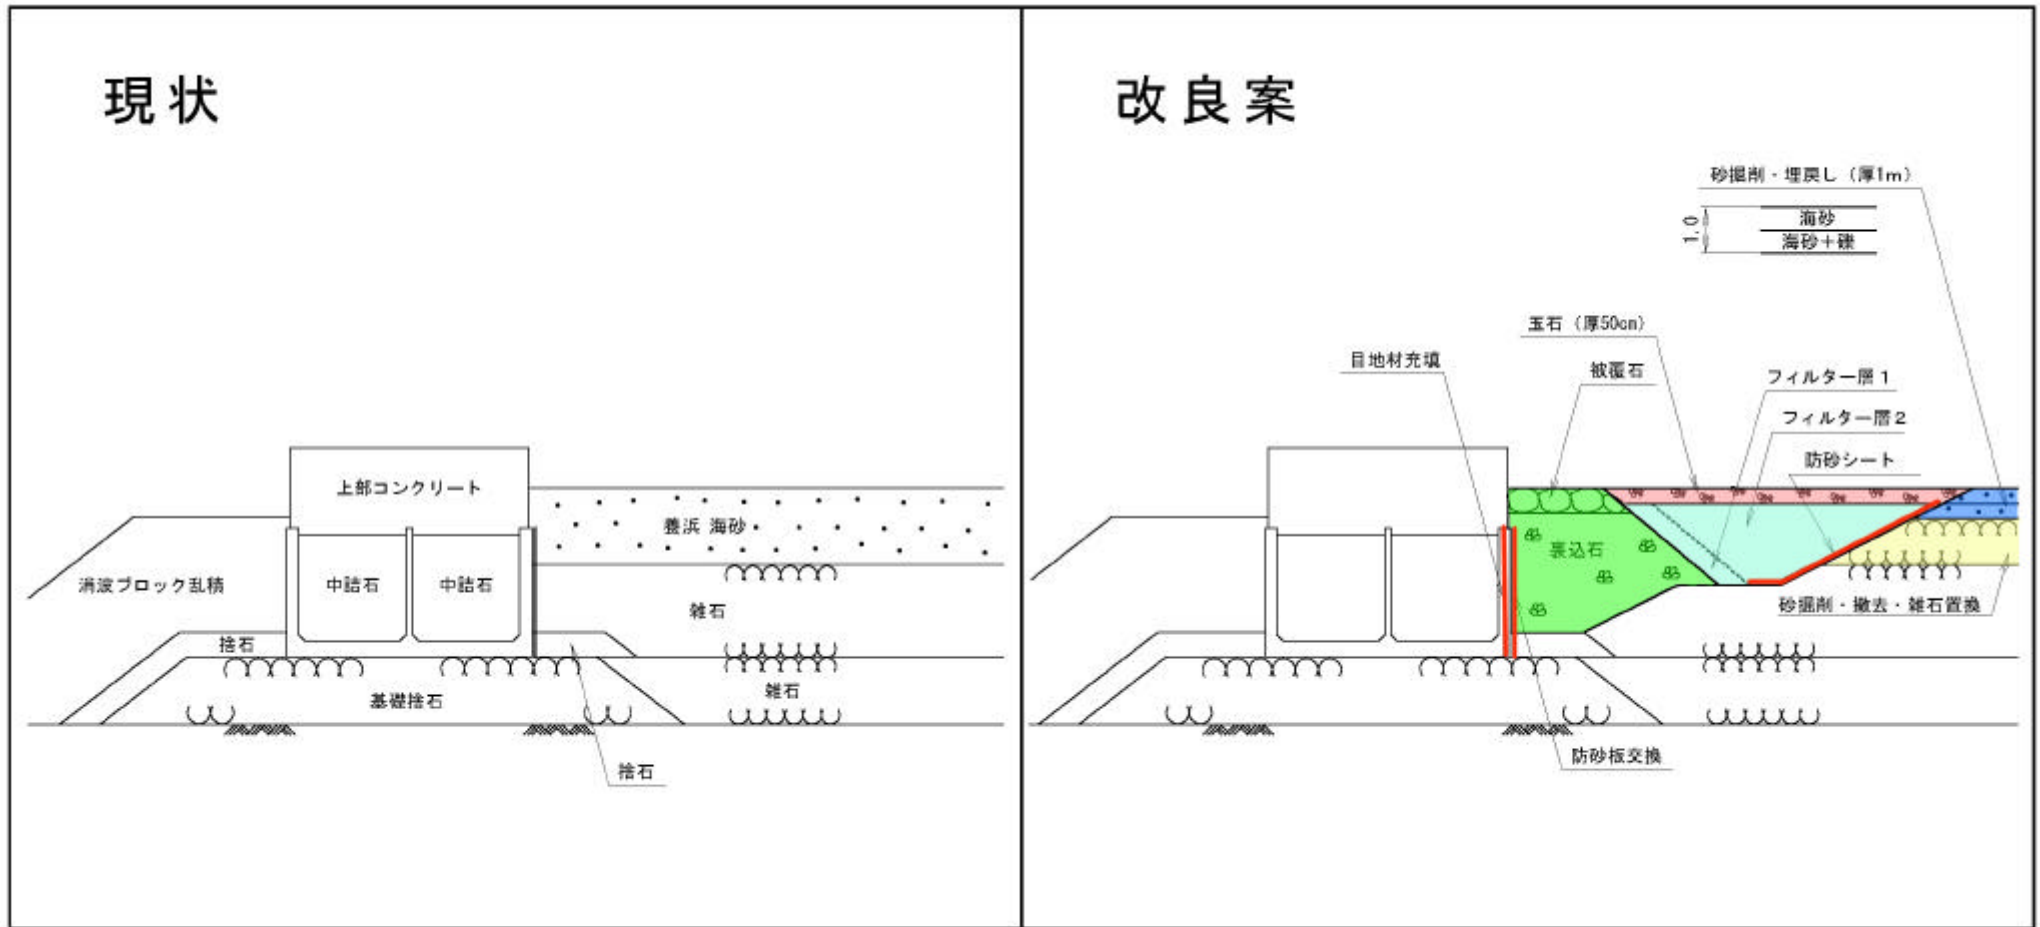 現状
上部コンクリート
養浜 海砂
消波ブロック乱積
中詰石
中詰石
雑石
捨石
雑石
基礎捨石
捨石
改良案
砂掘削・埋戻し（厚1m）
1.0
海砂
海砂＋礫
玉石（厚50cm）
目地材充填
被覆石
フィルター層１
フィルター層２
防砂シート
裏込石
砂掘削・撤去・雑石置換
防砂板交換